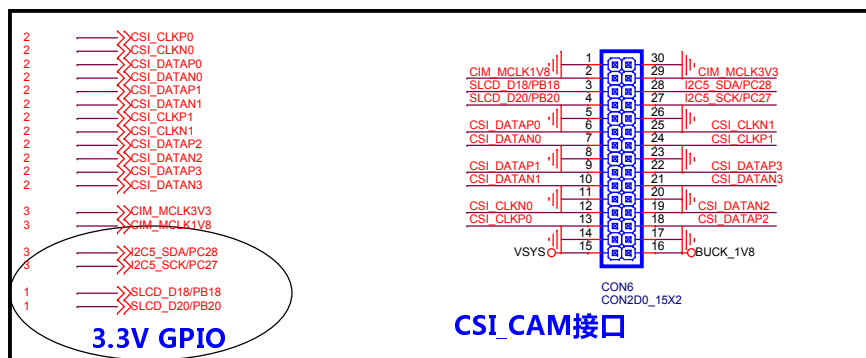 2 CSI_CLKP0
2 CSI_CLKN0
2 CSI_DATAP0
2 CSI_DATAN0
2 CSI_DATAP1
2 CSI_DATAN1
2 CSI_CLKP1
2 CSI_CLKN1
2 CSI_DATAP2
2 CSI_DATAN2
2 CSI_DATAP3
2 CSI_DATAN3
3 CIM_MCLK3V3
3 CIM_MCLK1V8
3 I2C5_SDA/PC28
3 I2C5_SCK/PC27
1 SLCD_D18/PB18
1 SLCD_D20/PB20
3.3V GPIO
1 30
CIM_MCLK1V8 2 29 CIM_MCLK3V3
SLCD_D18/PB18 3 28 I2C5_SDA/PC28
SLCD_D20/PB20 4 27 I2C5_SCK/PC27
5 26
CSI_DATAP0 6 25 CSI_CLKN1
CSI_DATAN0 7 24 CSI_CLKP1
8 23
CSI_DATAP1 9 22 CSI_DATAP3
CSI_DATAN1 10 21 CSI_DATAN3
11 20
CSI_CLKN0 12 19 CSI_DATAN2
CSI_CLKP0 13 18 CSI_DATAP2
14 17
VSYS 15 16 BUCK_1V8
CON6
CON2D0_15X2
CSI_CAM接口